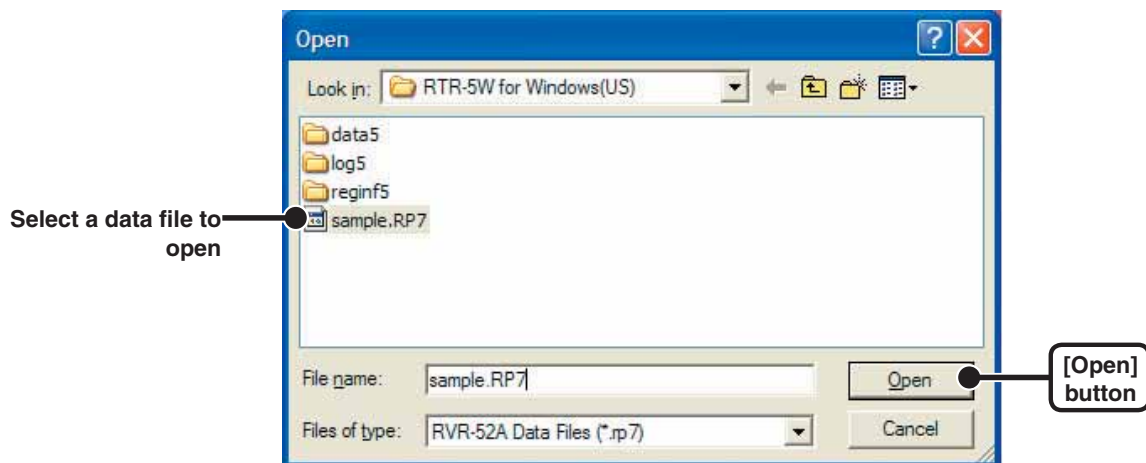 Open
Look in: RTR-5W for Windows(US)
data5
log5
reginf5
sample.RP7
Select a data file to
open
File name: sample.RP7
Open
[Open]
button
Files of type: RVR-52A Data Files (*.rp7)
Cancel